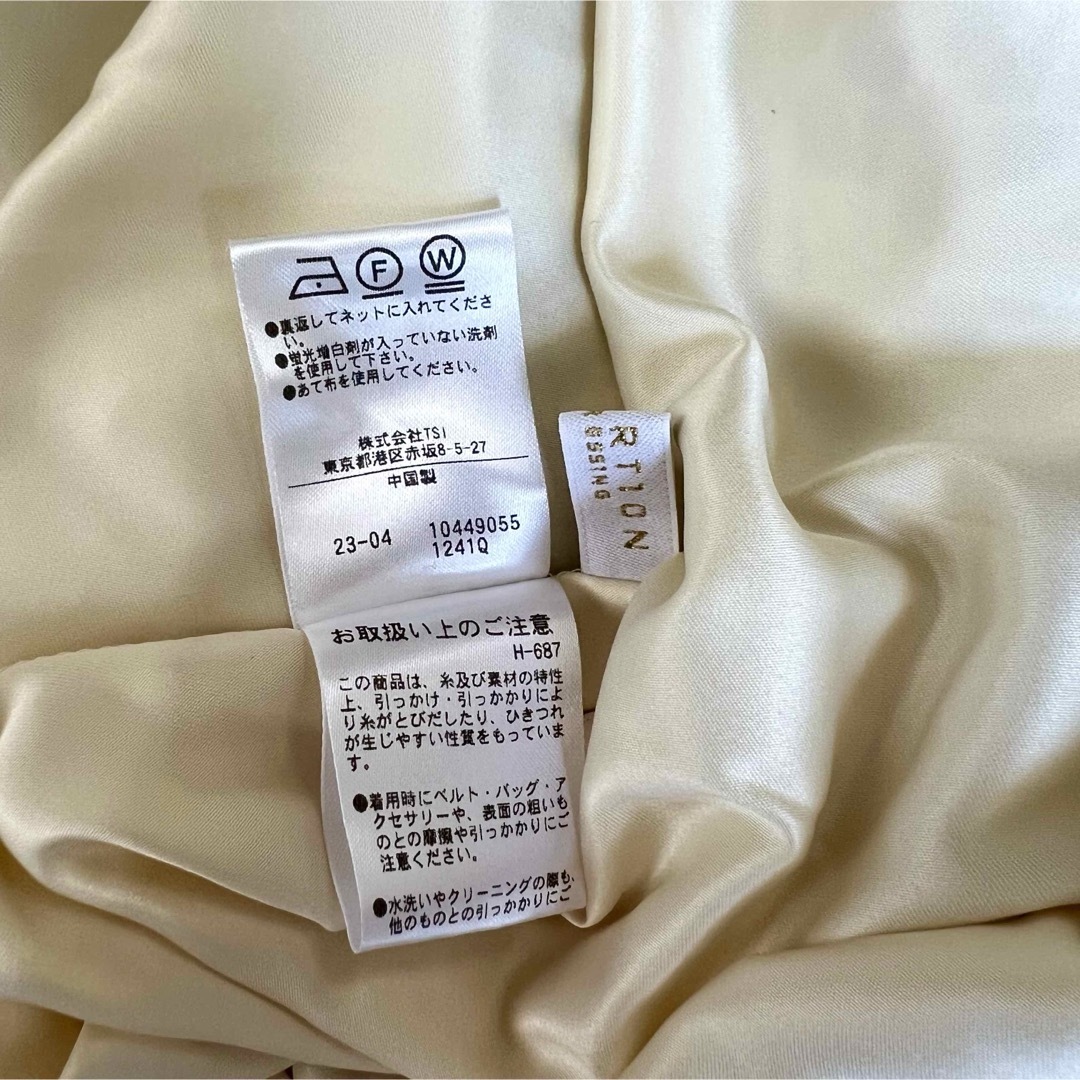 F W
●裏返してネットに入れてくださ
い。
●蛍光増白剤が入っていない洗剤
を使用して下さい。
●あて布を使用してください。
株式会社TSI
東京都港区赤坂8-5-27
中国製
23-04 10449055
1241Q
RT10N
SSING
お取扱い上のご注意
H-687
この商品は、糸及び素材の特性
上、引っかけ・引っかかりによ
り糸がとびだしたり、ひきつれ
が生じやすい性質をもっていま
す。
●着用時にベルト・バッグ・ア
クセサリーや、表面の粗いも
のとの摩擦や引っかかりにご
注意ください。
●水洗いやクリーニングの際も、
他のものとの引っかかりにご